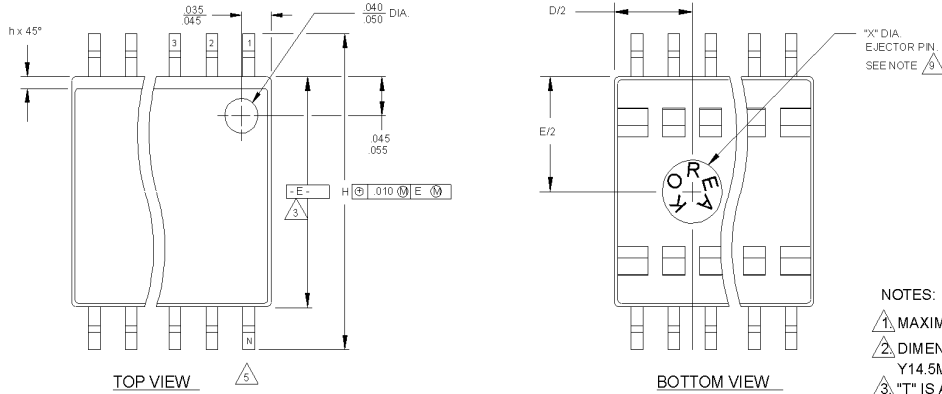 .035
.045
.040
.050 DIA.
h x 45°
3 2 1
.045
.055
- E -
3
H ⌖ .010 Ⓜ E Ⓜ
N
5
TOP VIEW
D/2
"X" DIA.
EJECTOR PIN.
SEE NOTE 9
E/2
KOREA
BOTTOM VIEW
NOTES:
1. MAXIM
2. DIMEN
Y14.5M
3. "T" IS A